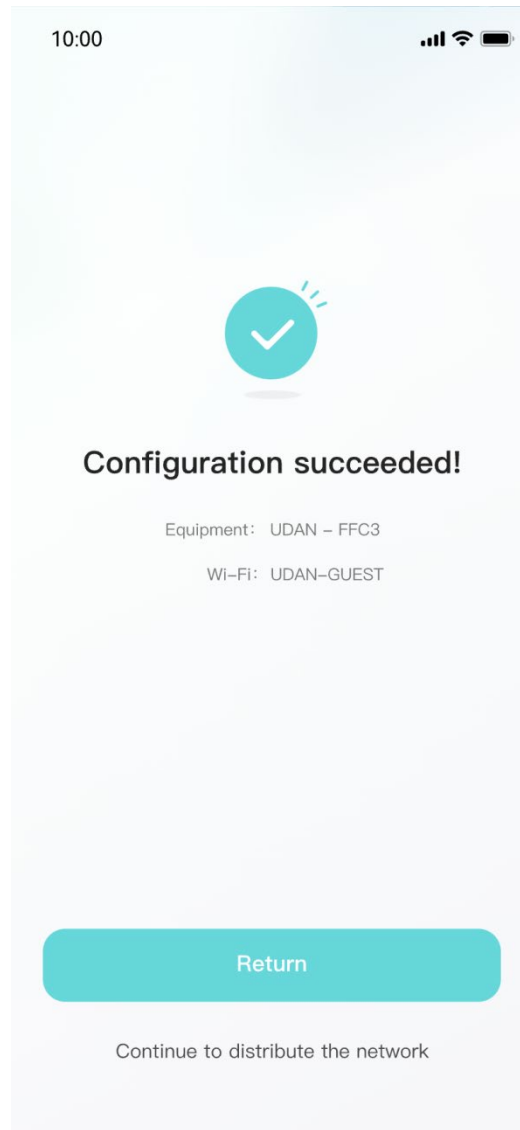 10:00
Configuration succeeded!
Equipment： UDAN – FFC3
Wi–Fi： UDAN–GUEST
Return
Continue to distribute the network